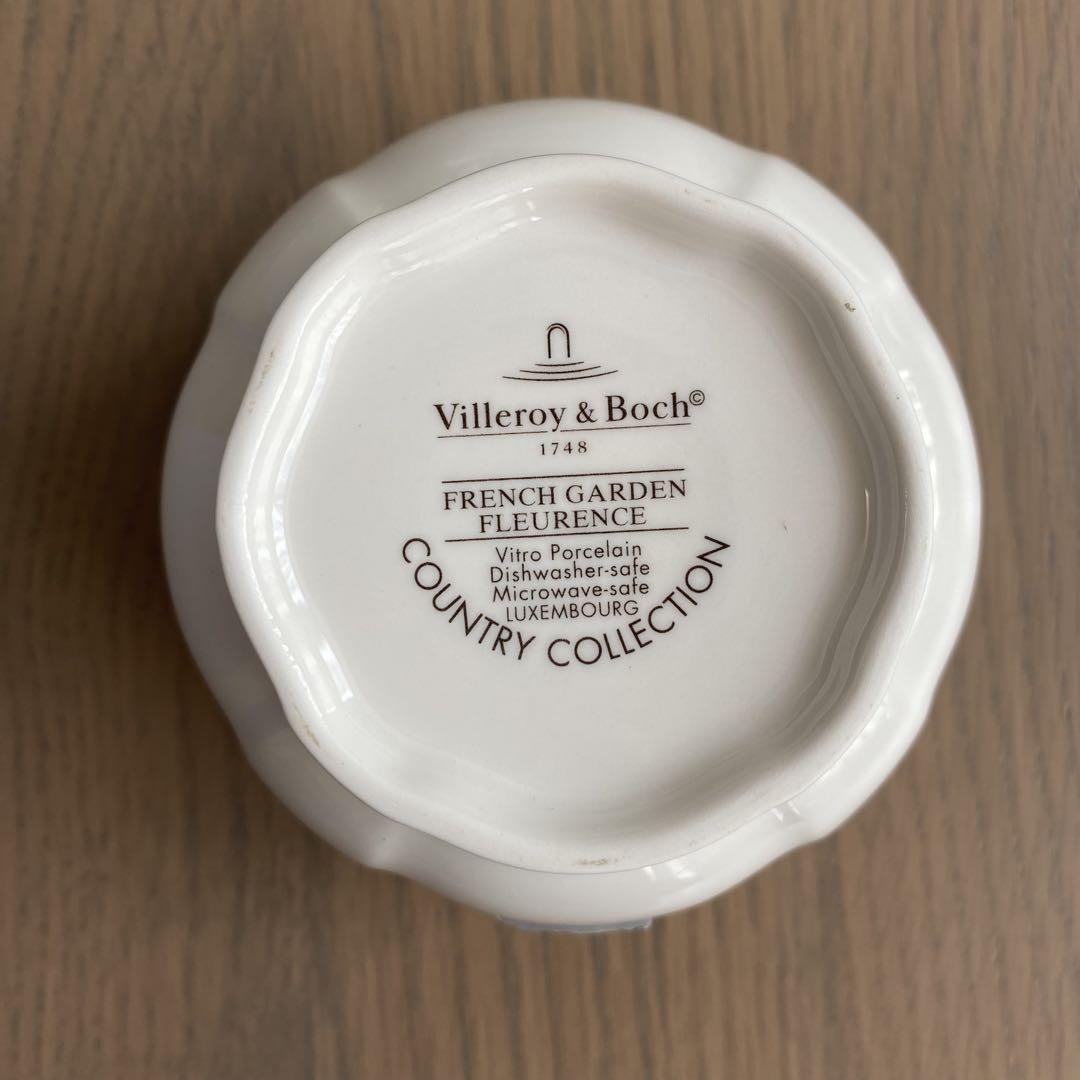 Villeroy & Boch©
1748
FRENCH GARDEN
FLEURENCE
Vitro Porcelain
Dishwasher-safe
Microwave-safe
LUXEMBOURG
COUNTRY COLLECTION